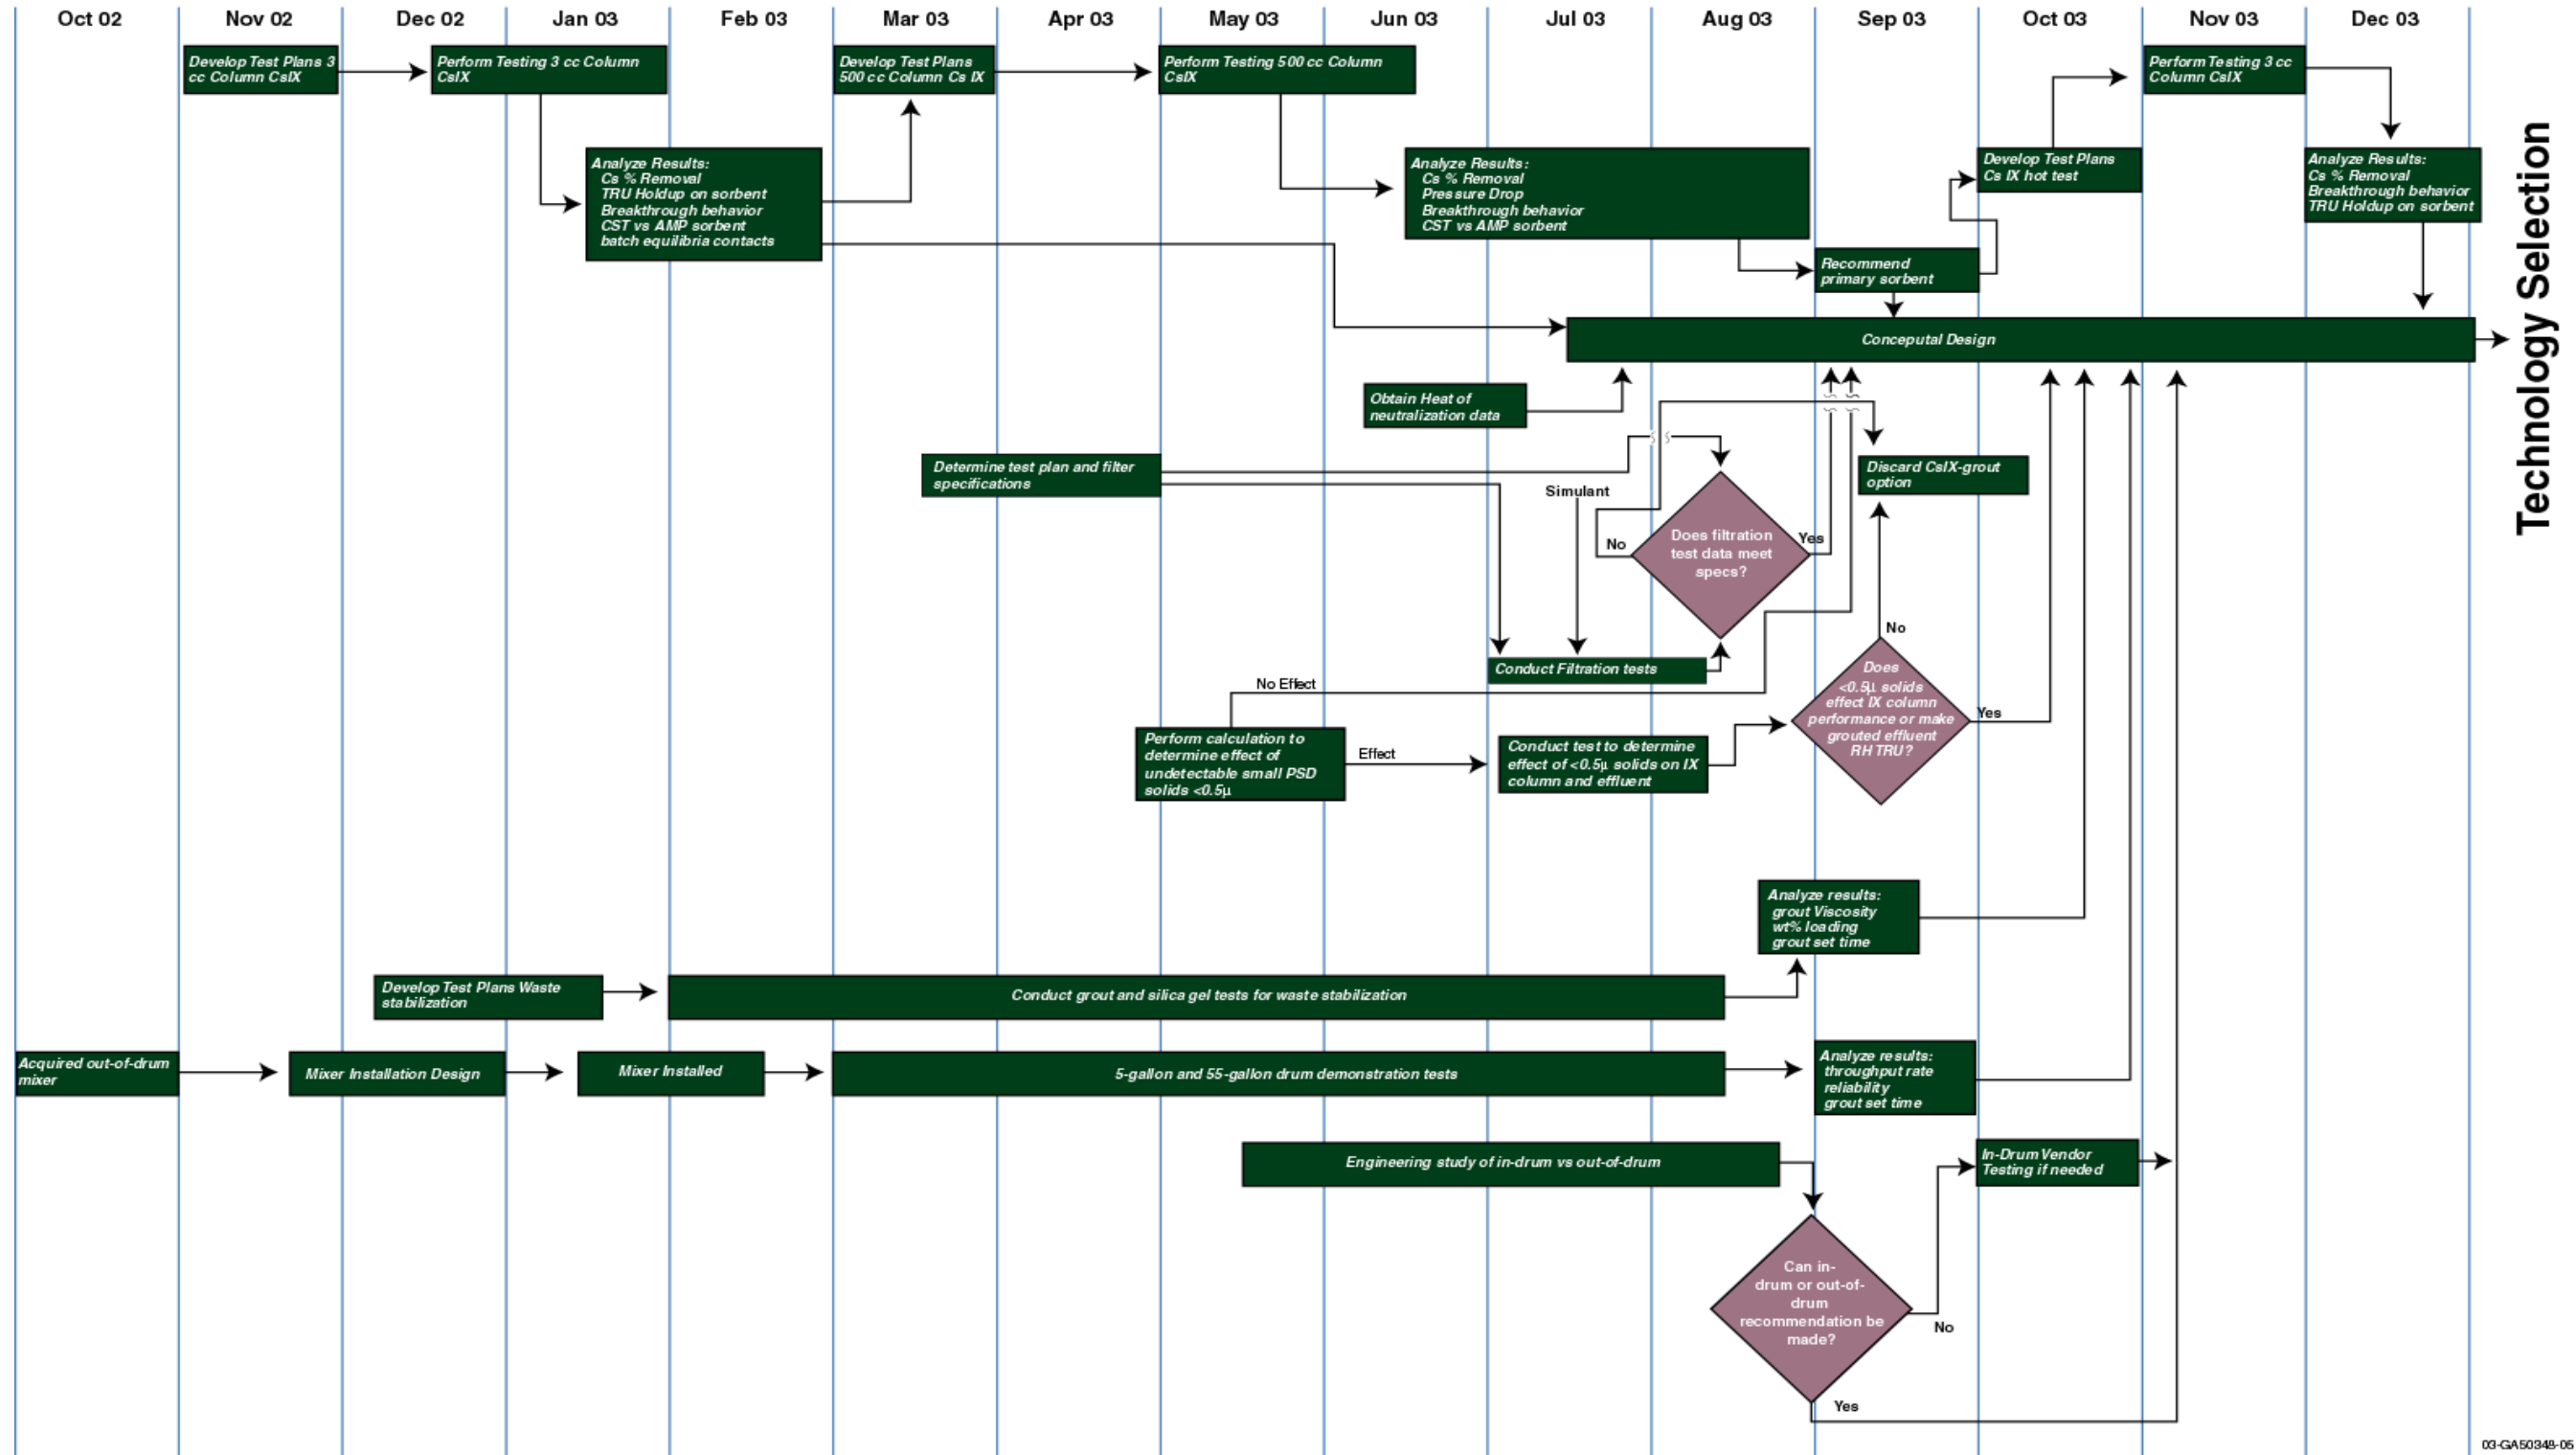 Oct 02
Nov 02
Dec 02
Jan 03
Feb 03
Mar 03
Apr 03
May 03
Jun 03
Jul 03
Aug 03
Sep 03
Oct 03
Nov 03
Dec 03
Develop Test Plans 3
cc Column CsIX
Perform Testing 3 cc Column
CsIX
Develop Test Plans
500 cc Column Cs IX
Perform Testing 500 cc Column
CsIX
Perform Testing 3 cc
Column CsIX
Analyze Results:
Cs % Removal
TRU Holdup on sorbent
Breakthrough behavior
CST vs AMP sorbent
batch equilibria contacts
Analyze Results:
Cs % Removal
Pressure Drop
Breakthrough behavior
CST vs AMP sorbent
Develop Test Plans
Cs IX hot test
Analyze Results:
Cs % Removal
Breakthrough behavior
TRU Holdup on sorbent
Recommend
primary sorbent
Conceputal Design
Technology Selection
Obtain Heat of
neutralization data
Determine test plan and filter
specifications
Simulant
Discard CsIX-grout
option
Does filtration
test data meet
specs?
No
Yes
Conduct Filtration tests
No Effect
No
Does
<0.5µ solids
effect IX column
performance or make
grouted effluent
RH TRU?
Yes
Perform calculation to
determine effect of
undetectable small PSD
solids <0.5µ
Effect
Conduct test to determine
effect of <0.5µ solids on IX
column and effluent
Analyze results:
grout Viscosity
wt% loading
grout set time
Develop Test Plans Waste
stabilization
Conduct grout and silica gel tests for waste stabilization
Acquired out-of-drum
mixer
Mixer Installation Design
Mixer Installed
5-gallon and 55-gallon drum demonstration tests
Analyze results:
throughput rate
reliability
grout set time
Engineering study of in-drum vs out-of-drum
In-Drum Vendor
Testing if needed
Can in-
drum or out-of-
drum
recommendation be
made?
No
Yes
03-GA50348-05